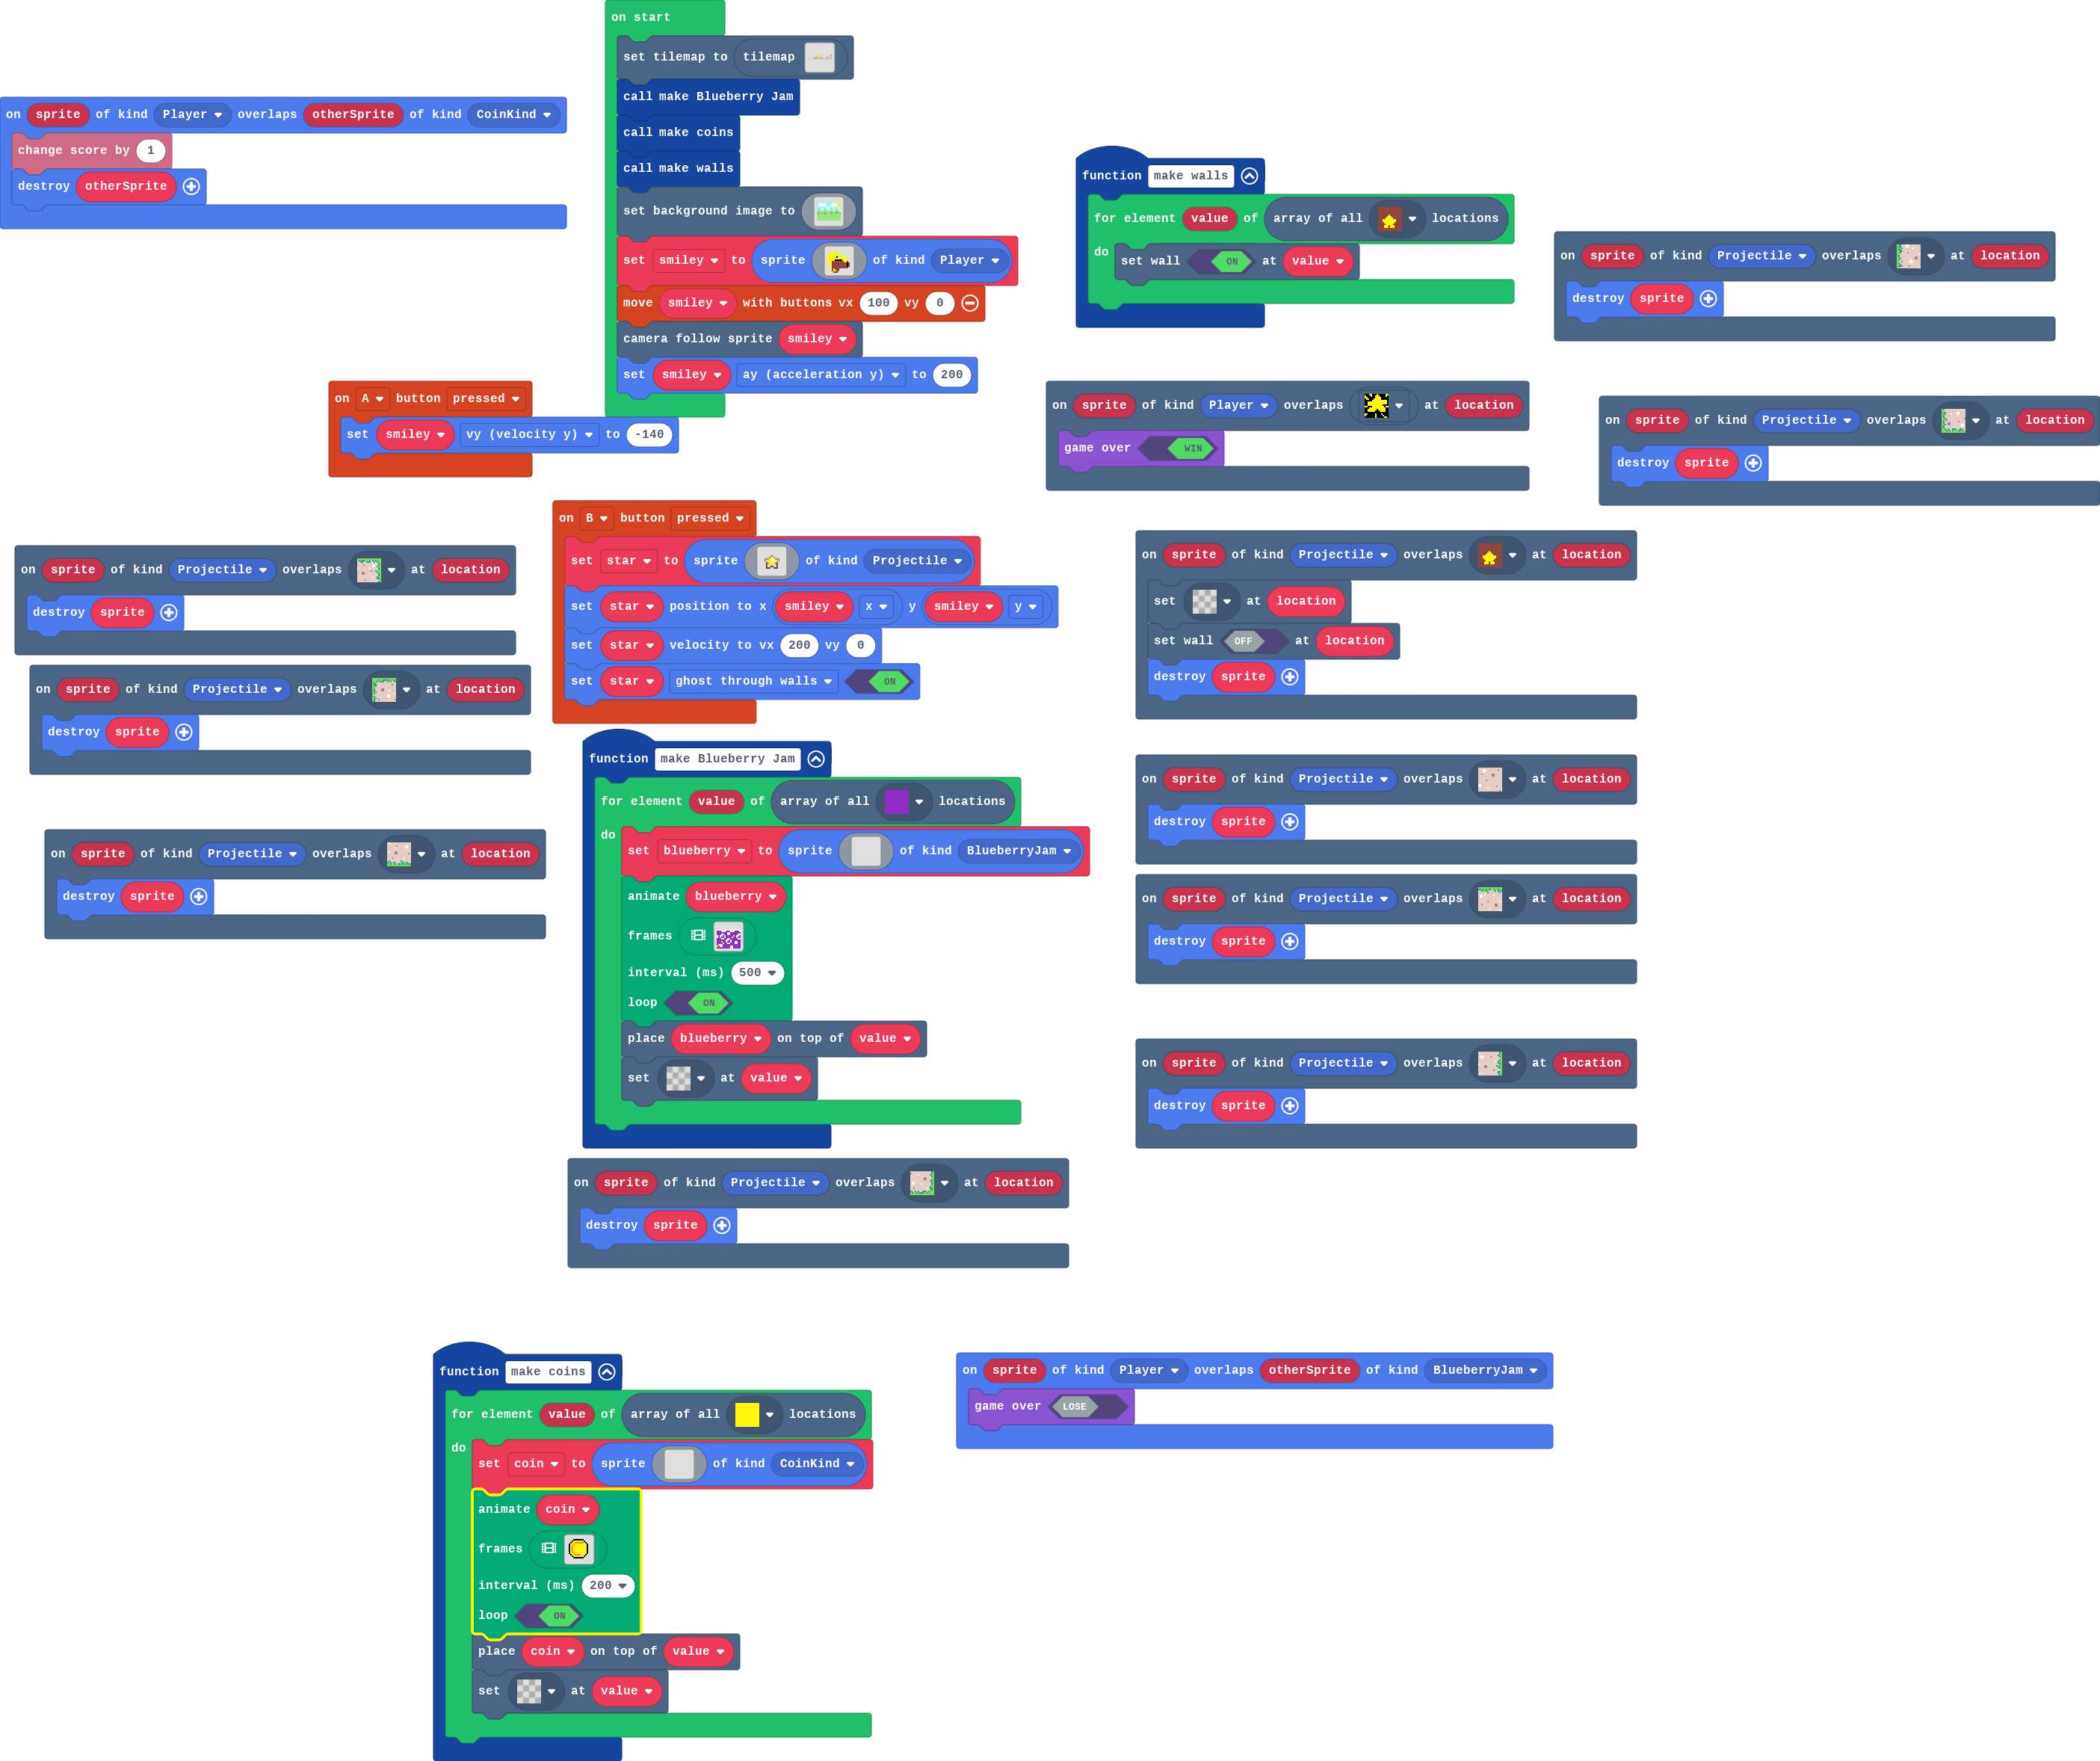 on start
set tilemap to tilemap
call make Blueberry Jam
call make coins
call make walls
set background image to
set smiley to sprite of kind Player
move smiley with buttons vx 100 vy 0
camera follow sprite smiley
set smiley ay (acceleration y) to 200
on sprite of kind Player overlaps otherSprite of kind CoinKind
change score by 1
destroy otherSprite
function make walls
for element value of array of all locations
do set wall ON at value
on sprite of kind Projectile overlaps at location
destroy sprite
on A button pressed
set smiley vy (velocity y) to -140
on sprite of kind Player overlaps at location
game over WIN
on sprite of kind Projectile overlaps at location
destroy sprite
on B button pressed
set star to sprite of kind Projectile
set star position to x smiley x y smiley y
set star velocity to vx 200 vy 0
set star ghost through walls ON
on sprite of kind Projectile overlaps at location
set at location
set wall OFF at location
destroy sprite
on sprite of kind Projectile overlaps at location
destroy sprite
on sprite of kind Projectile overlaps at location
destroy sprite
on sprite of kind Projectile overlaps at location
destroy sprite
function make Blueberry Jam
for element value of array of all locations
do
set blueberry to sprite of kind BlueberryJam
animate blueberry
frames
interval (ms) 500
loop ON
place blueberry on top of value
set at value
on sprite of kind Projectile overlaps at location
destroy sprite
on sprite of kind Projectile overlaps at location
destroy sprite
on sprite of kind Projectile overlaps at location
destroy sprite
on sprite of kind Projectile overlaps at location
destroy sprite
function make coins
for element value of array of all locations
do
set coin to sprite of kind CoinKind
animate coin
frames
interval (ms) 200
loop ON
place coin on top of value
set at value
on sprite of kind Player overlaps otherSprite of kind BlueberryJam
game over LOSE